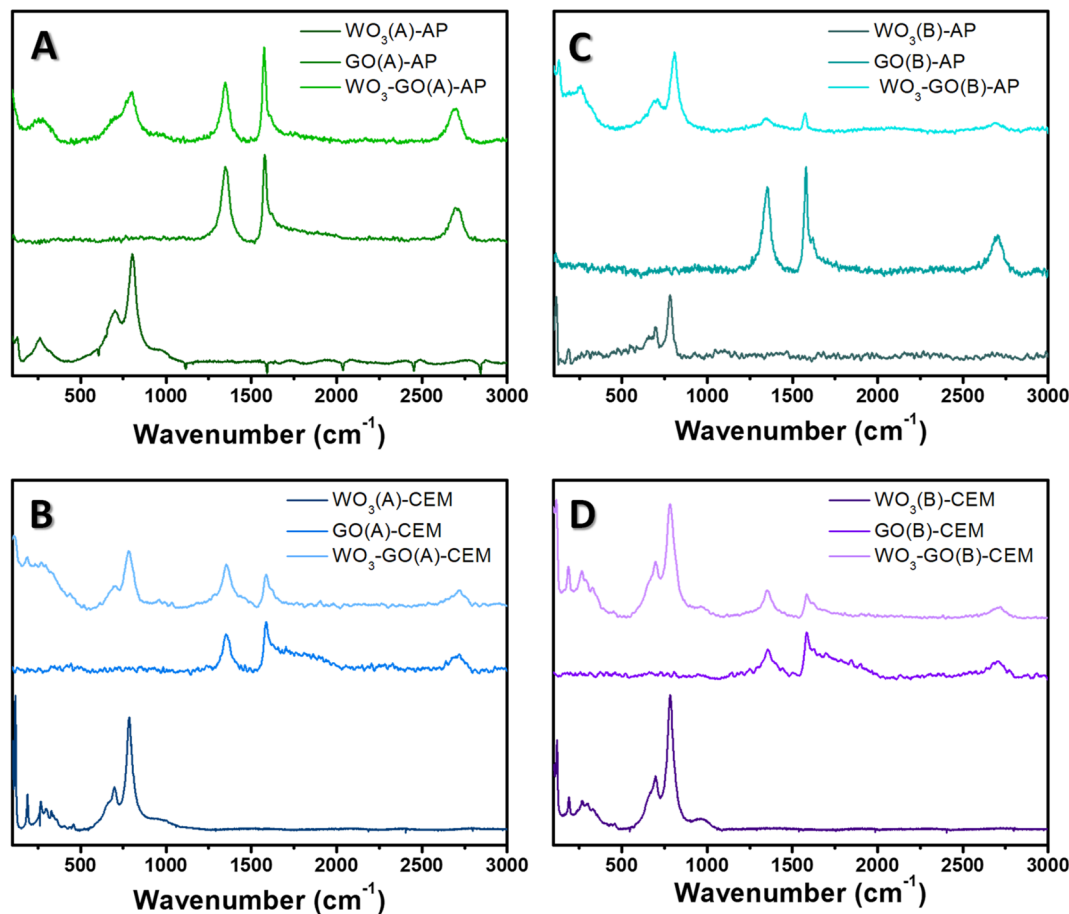 A
WO₃(A)-AP
GO(A)-AP
WO₃-GO(A)-AP
500 1000 1500 2000 2500 3000
Wavenumber (cm⁻¹)
C
WO₃(B)-AP
GO(B)-AP
WO₃-GO(B)-AP
500 1000 1500 2000 2500 3000
Wavenumber (cm⁻¹)
B
WO₃(A)-CEM
GO(A)-CEM
WO₃-GO(A)-CEM
500 1000 1500 2000 2500 3000
Wavenumber (cm⁻¹)
D
WO₃(B)-CEM
GO(B)-CEM
WO₃-GO(B)-CEM
500 1000 1500 2000 2500 3000
Wavenumber (cm⁻¹)